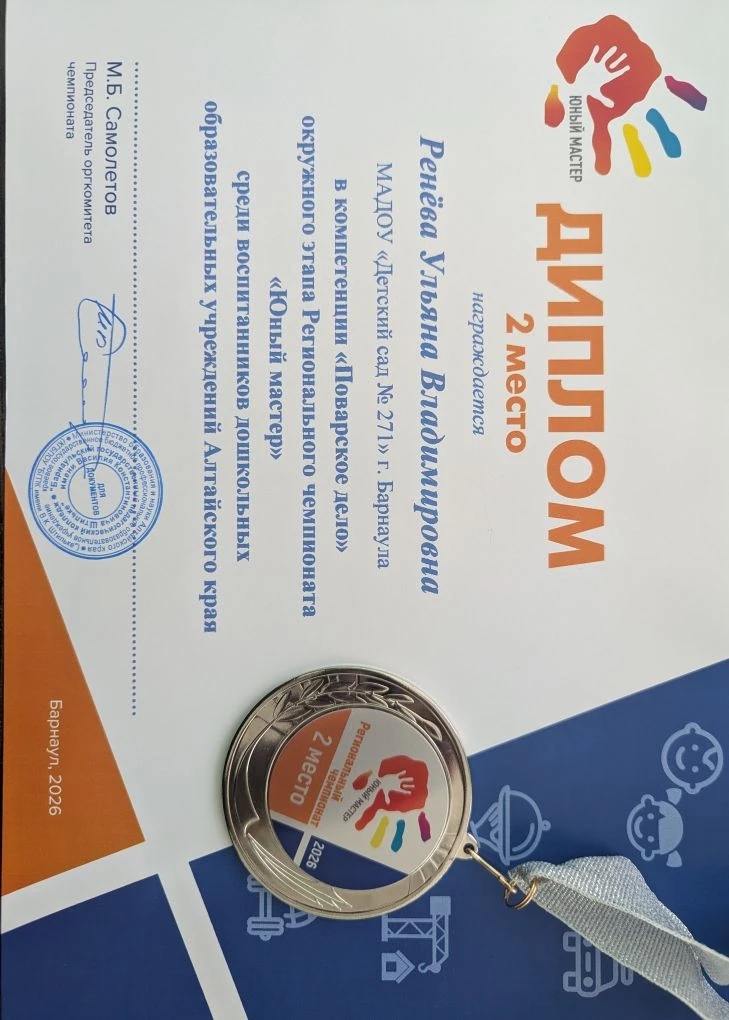 ЮНЫЙ МАСТЕР
ДИПЛОМ
2 место
награждается
Ренёва Ульяна Владимировна
МАДОУ «Детский сад № 271» г. Барнаула
в компетенции «Поварское дело»
окружного этапа Регионального чемпионата
«Юный мастер»
среди воспитанников дошкольных
образовательных учреждений Алтайского края
М.Б. Самолетов
Председатель оргкомитета
чемпионата
ДЛЯ
ДОКУМЕНТОВ
Барнаул, 2026
ЮНЫЙ МАСТЕР
Региональный
чемпионат
2 МЕСТО
2026